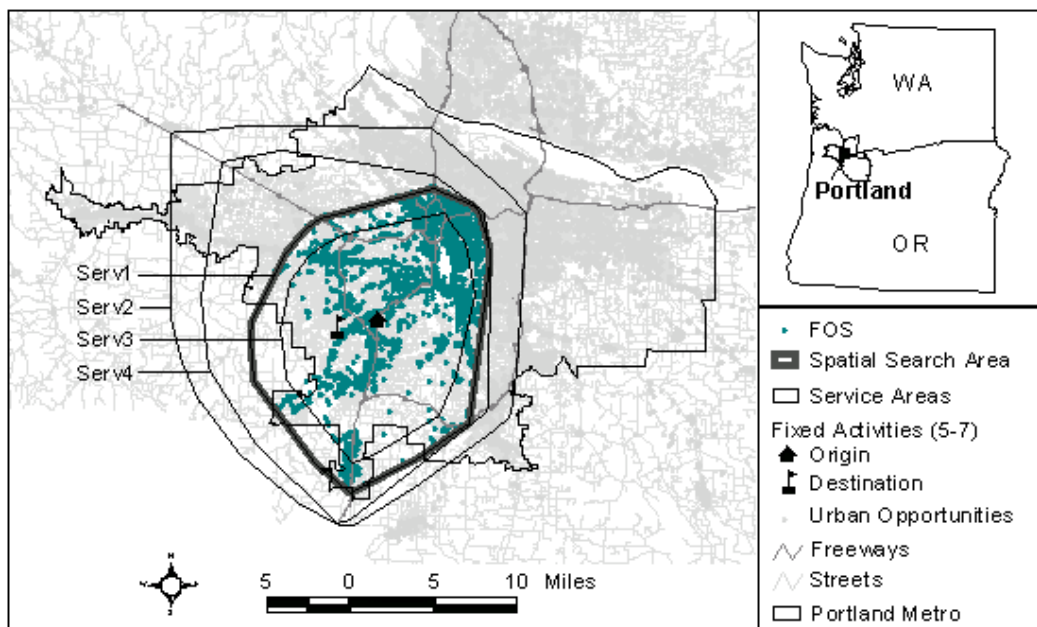 Serv1
Serv2
Serv3
Serv4
N
W
E
S
5 0 5 10 Miles
WA
Portland
OR
FOS
Spatial Search Area
Service Areas
Fixed Activities (5-7)
Origin
Destination
Urban Opportunities
Freeways
Streets
Portland Metro